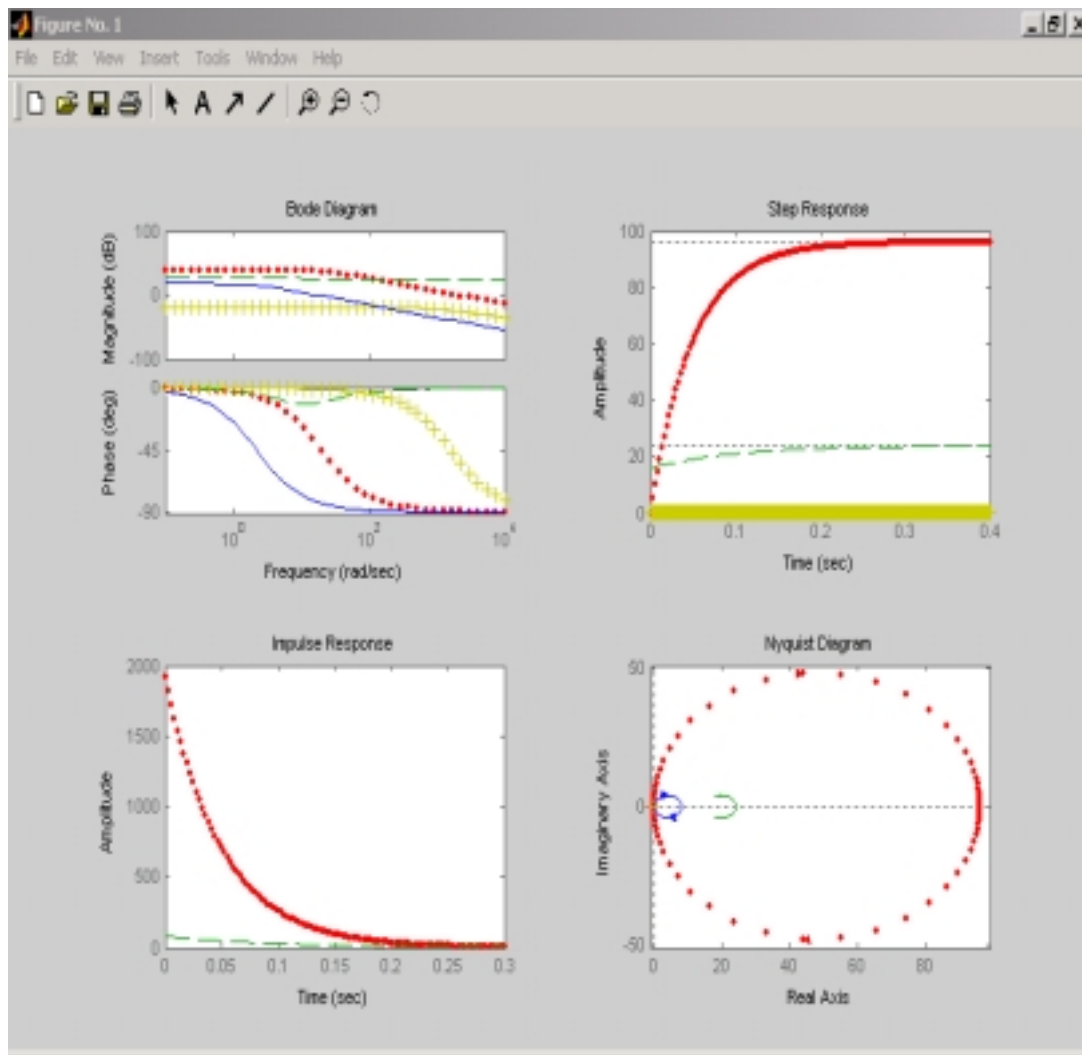 Figure No. 1
File Edit View Insert Tools Window Help
A
Bode Diagram
Magnitude (dB)
100
0
-100
Phase (deg)
0
-45
-90
10^0 10^2 10^4
Frequency (rad/sec)
Step Response
Amplitude
100
80
60
40
20
0
0 0.1 0.2 0.3 0.4
Time (sec)
Impulse Response
Amplitude
2000
1500
1000
500
0
0 0.05 0.1 0.15 0.2 0.25 0.3
Time (sec)
Nyquist Diagram
Imaginary Axis
50
0
-50
0 20 40 60 80
Real Axis